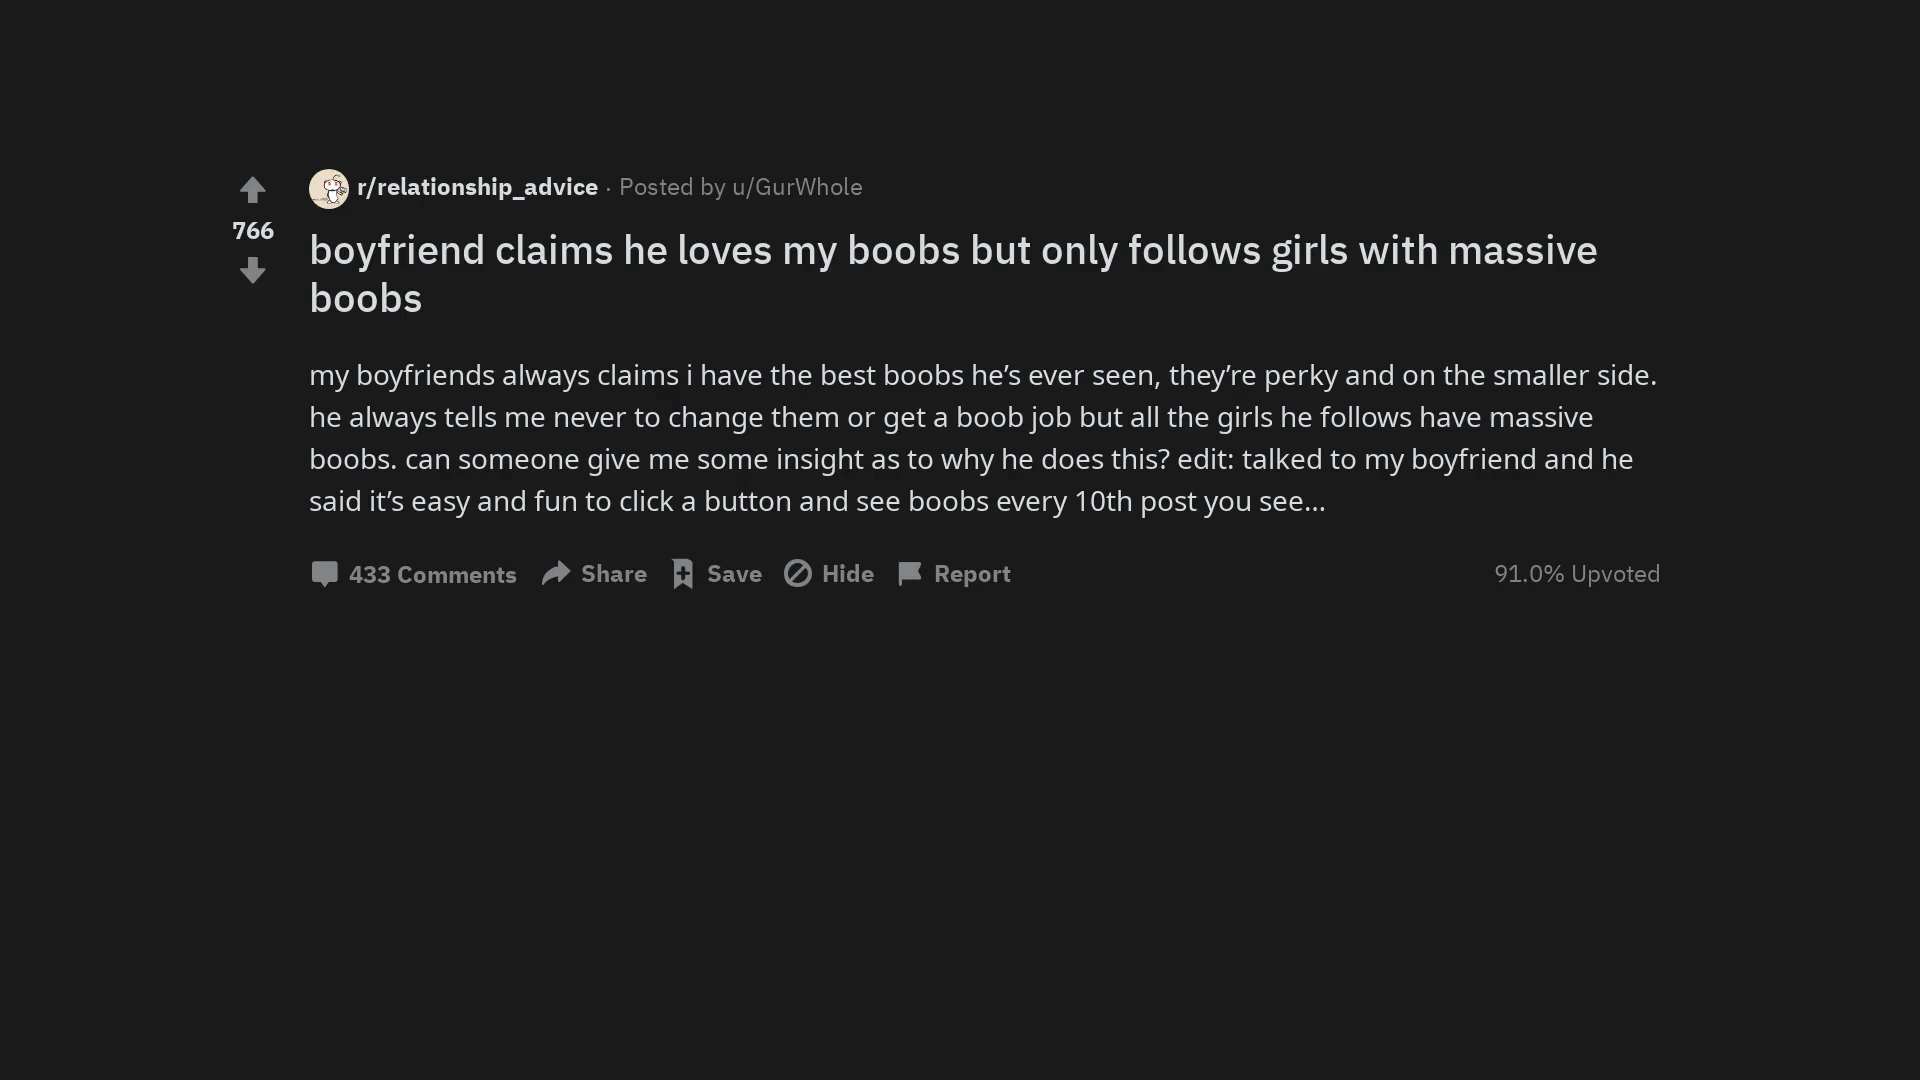 r/relationship_advice · Posted by u/GurWhole
766
boyfriend claims he loves my boobs but only follows girls with massive
boobs
my boyfriends always claims i have the best boobs he’s ever seen, they’re perky and on the smaller side.
he always tells me never to change them or get a boob job but all the girls he follows have massive
boobs. can someone give me some insight as to why he does this? edit: talked to my boyfriend and he
said it’s easy and fun to click a button and see boobs every 10th post you see...
433 Comments Share Save Hide Report 91.0% Upvoted